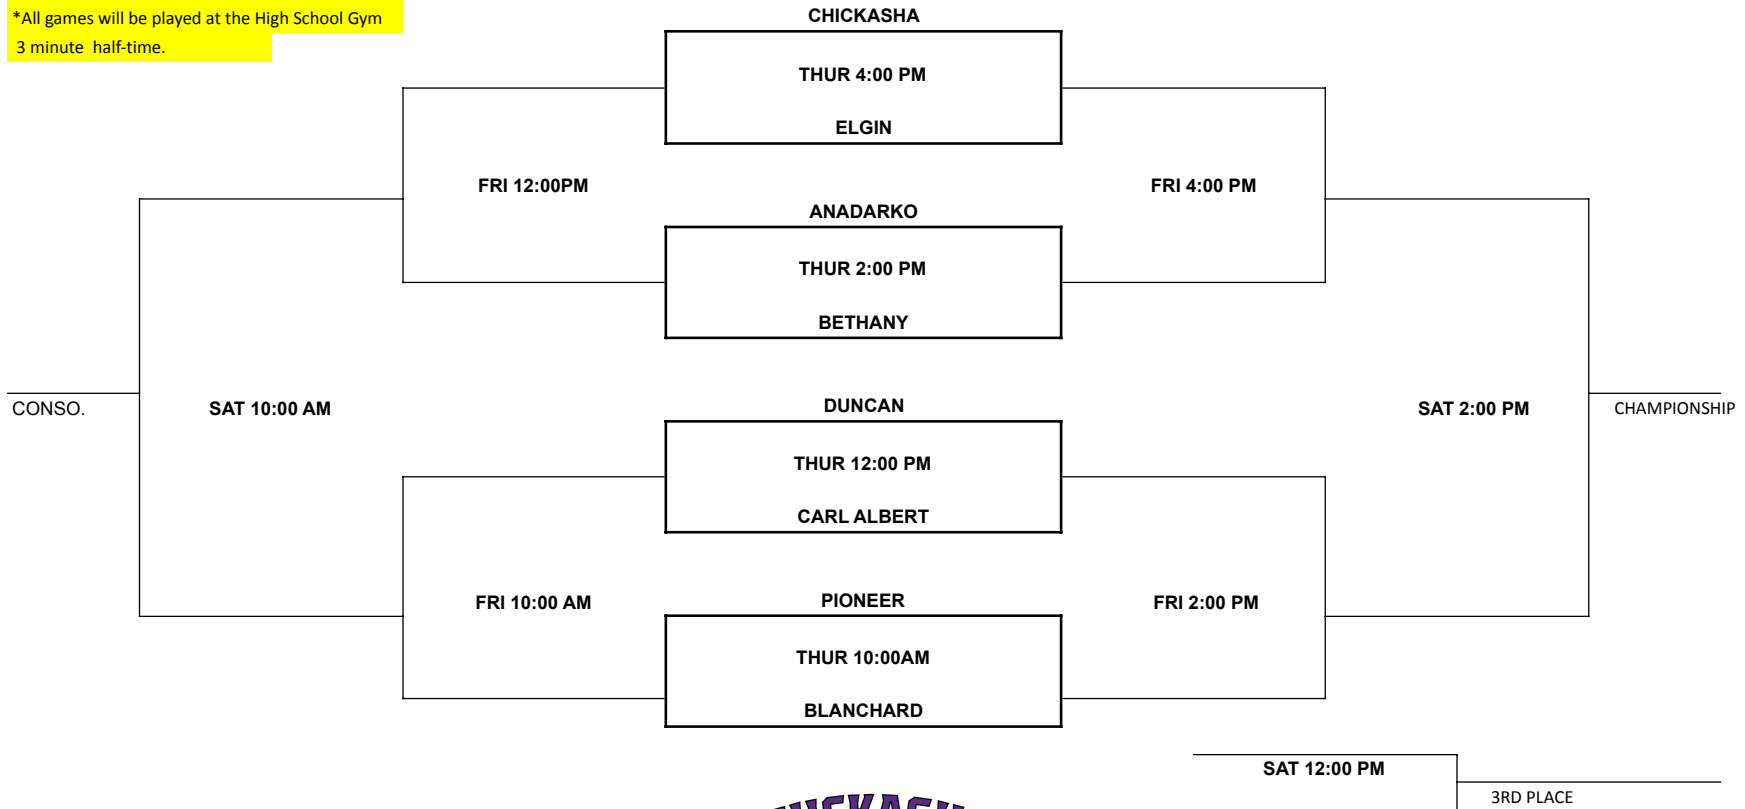 *All games will be played at the High School Gym
3 minute  half-time.
CHICKASHA
THUR 4:00 PM
ELGIN
FRI 12:00PM
FRI 4:00 PM
ANADARKO
THUR 2:00 PM
BETHANY
CONSO.
SAT 10:00 AM
DUNCAN
SAT 2:00 PM
CHAMPIONSHIP
THUR 12:00 PM
CARL ALBERT
FRI 10:00 AM
PIONEER
FRI 2:00 PM
THUR 10:00AM
BLANCHARD
SAT 12:00 PM
3RD PLACE